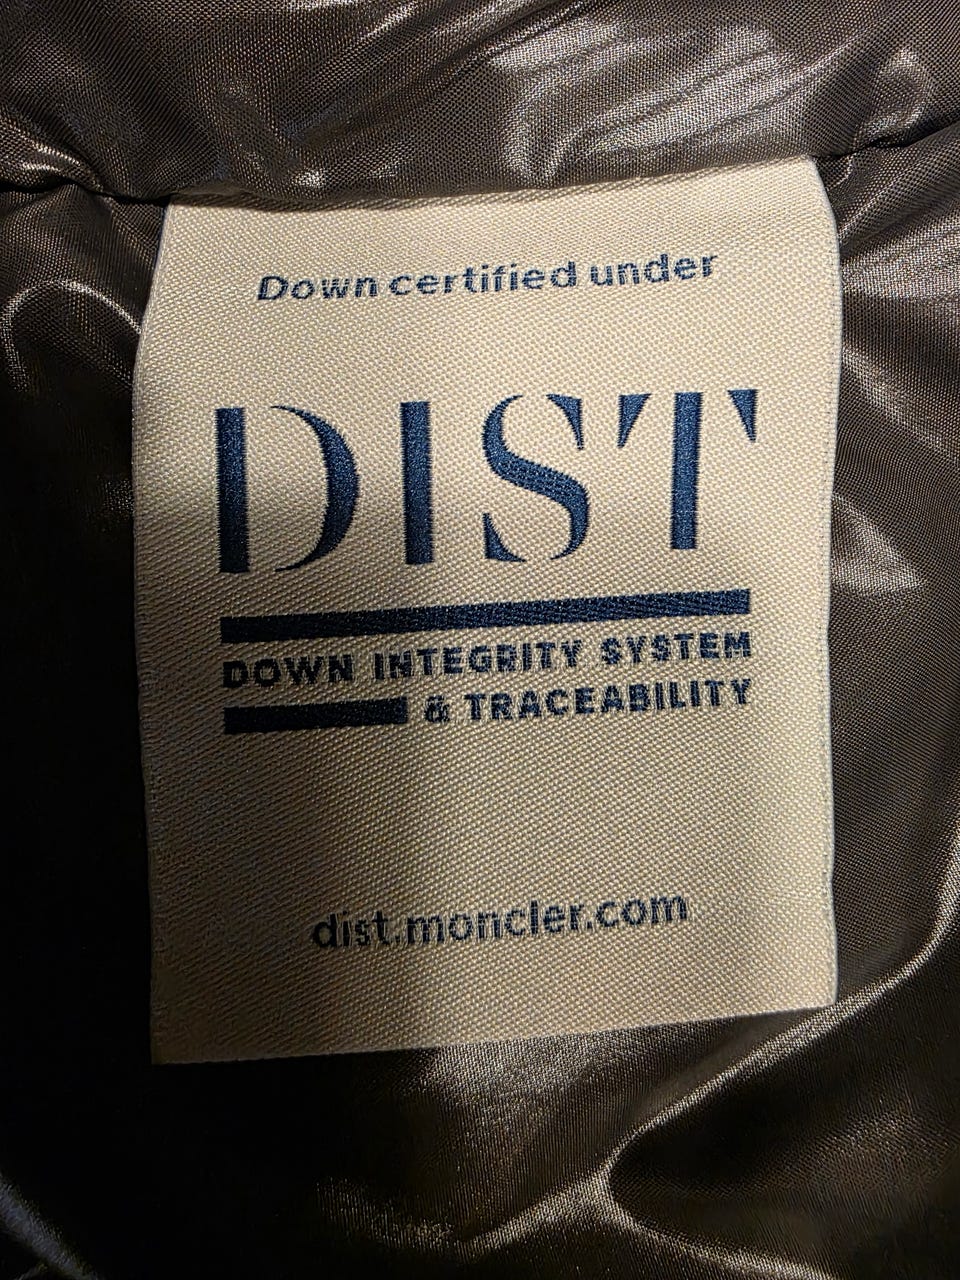 Down certified under
DIST
DOWN INTEGRITY SYSTEM
& TRACEABILITY
dist.moncler.com